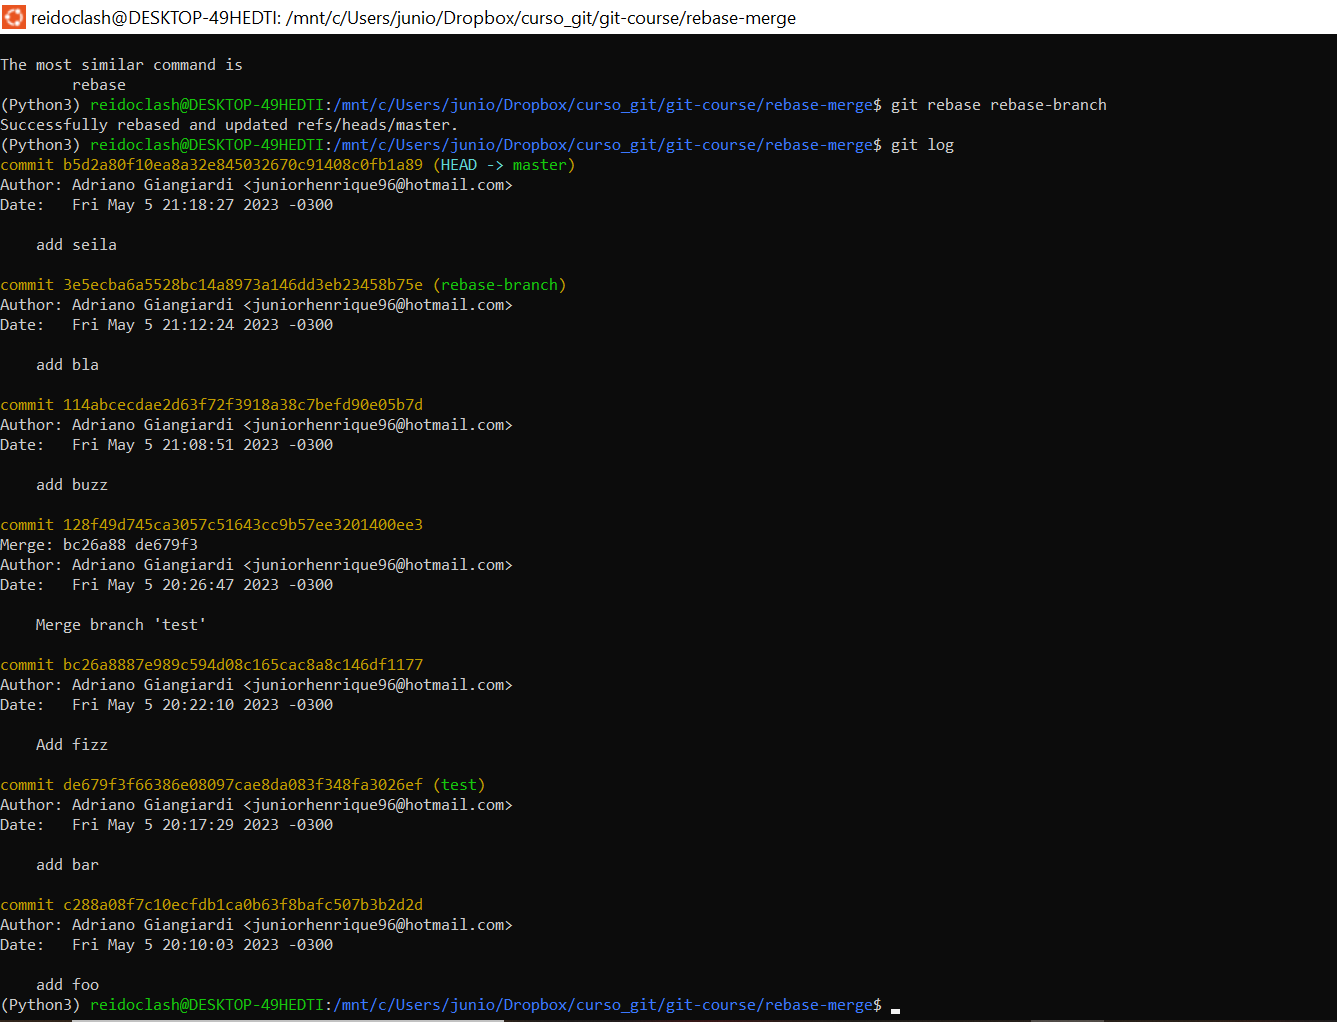 reidoclash@DESKTOP-49HEDTI: /mnt/c/Users/junio/Dropbox/curso_git/git-course/rebase-merge
The most similar command is
        rebase
(Python3) reidoclash@DESKTOP-49HEDTI:/mnt/c/Users/junio/Dropbox/curso_git/git-course/rebase-merge$ git rebase rebase-branch
Successfully rebased and updated refs/heads/master.
(Python3) reidoclash@DESKTOP-49HEDTI:/mnt/c/Users/junio/Dropbox/curso_git/git-course/rebase-merge$ git log
commit b5d2a80f10ea8a32e845032670c91408c0fb1a89 (HEAD -> master)
Author: Adriano Giangiardi <juniorhenrique96@hotmail.com>
Date:   Fri May 5 21:18:27 2023 -0300

    add seila

commit 3e5ecba6a5528bc14a8973a146dd3eb23458b75e (rebase-branch)
Author: Adriano Giangiardi <juniorhenrique96@hotmail.com>
Date:   Fri May 5 21:12:24 2023 -0300

    add bla

commit 114abcecdae2d63f72f3918a38c7befd90e05b7d
Author: Adriano Giangiardi <juniorhenrique96@hotmail.com>
Date:   Fri May 5 21:08:51 2023 -0300

    add buzz

commit 128f49d745ca3057c51643cc9b57ee3201400ee3
Merge: bc26a88 de679f3
Author: Adriano Giangiardi <juniorhenrique96@hotmail.com>
Date:   Fri May 5 20:26:47 2023 -0300

    Merge branch 'test'

commit bc26a8887e989c594d08c165cac8a8c146df1177
Author: Adriano Giangiardi <juniorhenrique96@hotmail.com>
Date:   Fri May 5 20:22:10 2023 -0300

    Add fizz

commit de679f3f66386e08097cae8da083f348fa3026ef (test)
Author: Adriano Giangiardi <juniorhenrique96@hotmail.com>
Date:   Fri May 5 20:17:29 2023 -0300

    add bar

commit c288a08f7c10ecfdb1ca0b63f8bafc507b3b2d2d
Author: Adriano Giangiardi <juniorhenrique96@hotmail.com>
Date:   Fri May 5 20:10:03 2023 -0300

    add foo
(Python3) reidoclash@DESKTOP-49HEDTI:/mnt/c/Users/junio/Dropbox/curso_git/git-course/rebase-merge$